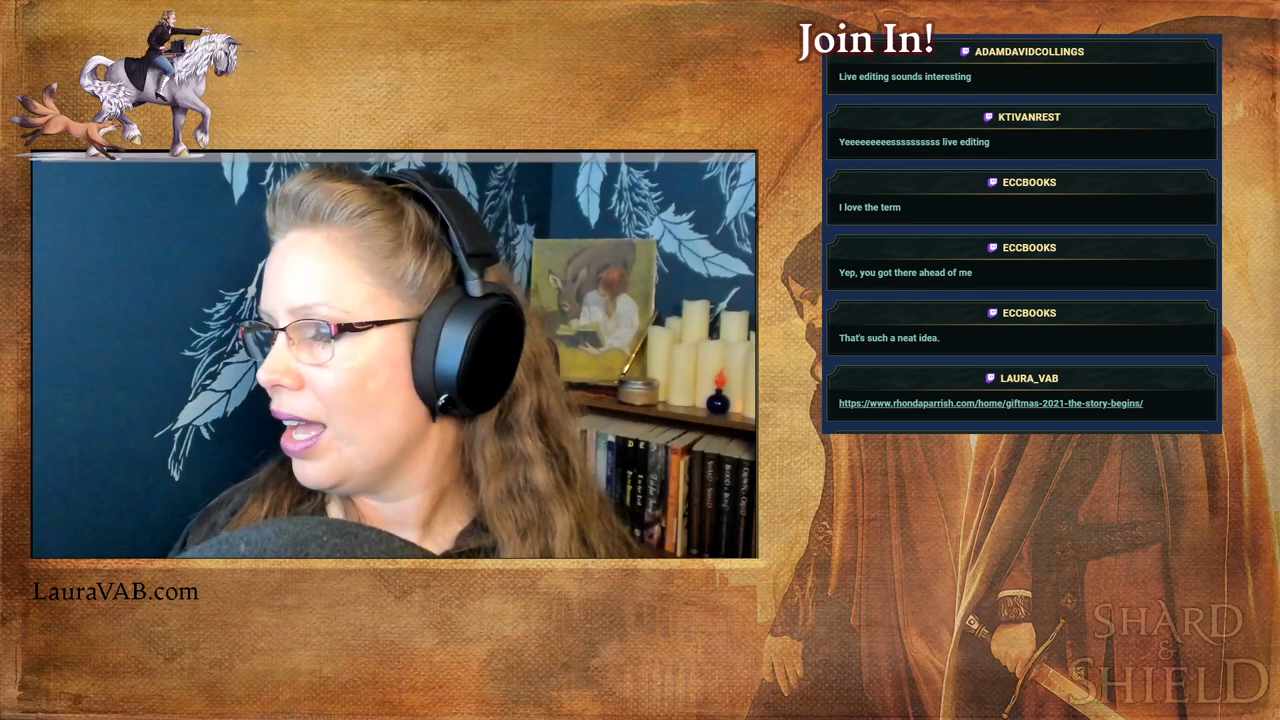 Join In!
ADAMDAVIDCOLLINGS
Live editing sounds interesting
KTIVANREST
Yeeeeeeeeesssssssssss live editing
ECCBOOKS
I love the term
ECCBOOKS
Yep, you got there ahead of me
ECCBOOKS
That's such a neat idea.
LAURA_VAB
https://www.rhondaparrish.com/home/giftmas-2021-the-story-begins/
LauraVAB.com
SHARD
&
SHIELD